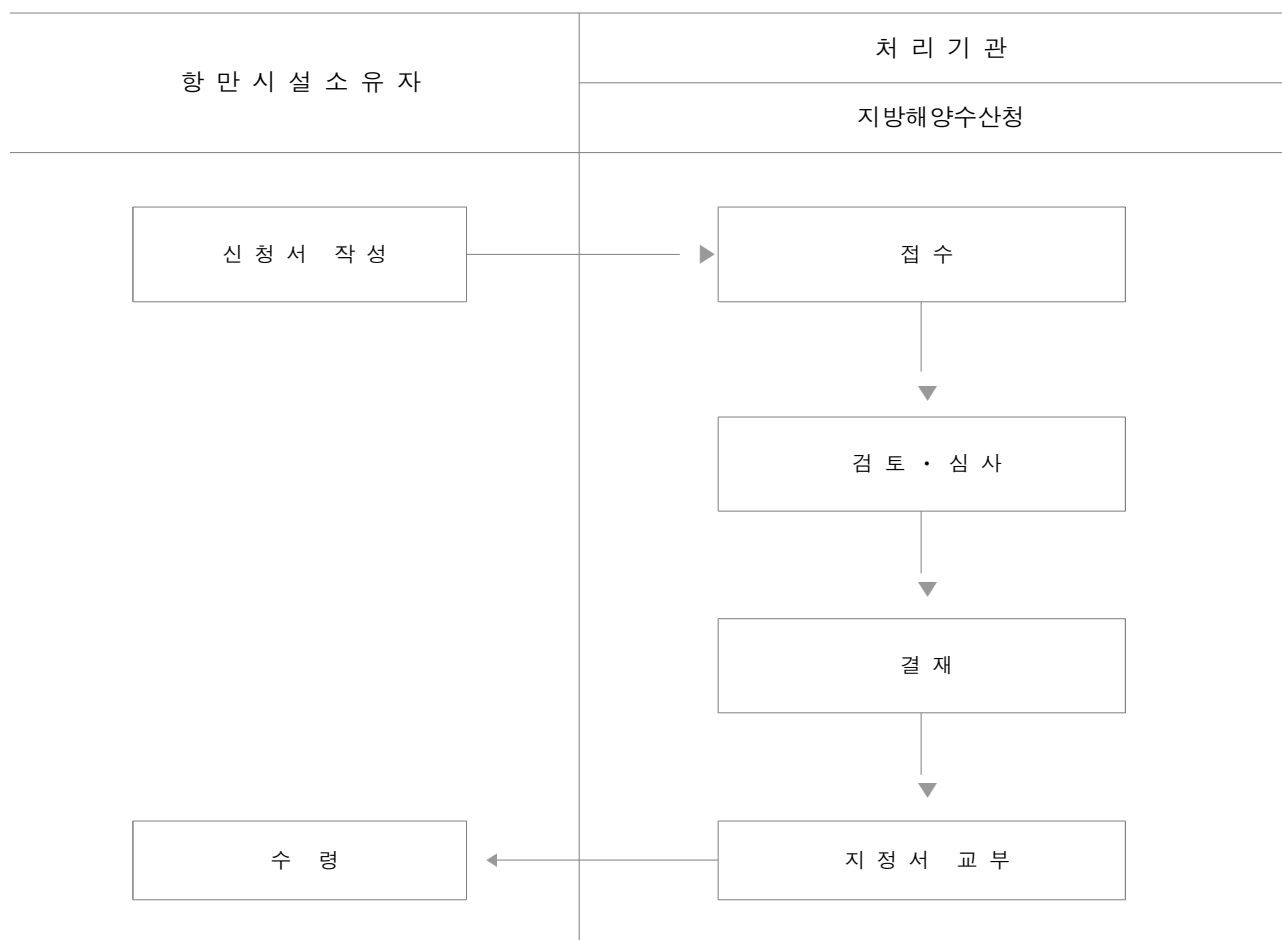 항 만 시 설 소 유 자
처 리 기 관
지방해양수산청
신 청 서 작 성
접 수
검 토 · 심 사
결 재
지 정 서 교 부
수 령